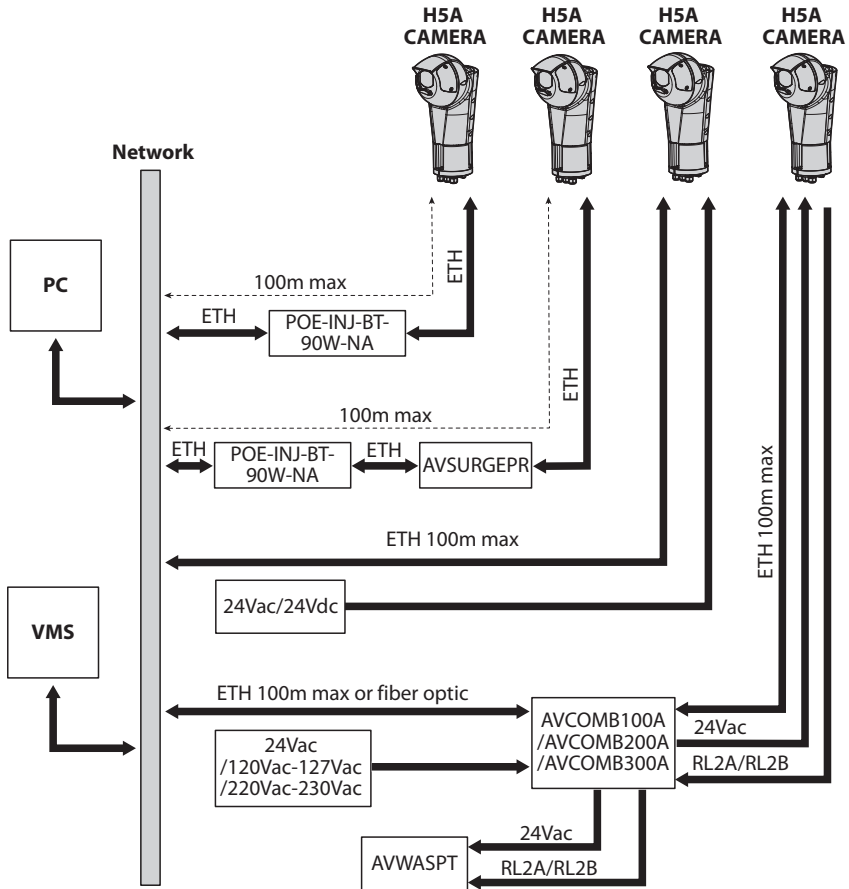 H5A
CAMERA
H5A
CAMERA
H5A
CAMERA
H5A
CAMERA
Network
PC
100m max
ETH
ETH
POE-INJ-BT-
90W-NA
100m max
ETH
ETH
POE-INJ-BT-
90W-NA
ETH
AVSURGEPR
ETH 100m max
ETH 100m max
24Vac/24Vdc
VMS
ETH 100m max or fiber optic
AVCOMB100A
/AVCOMB200A
/AVCOMB300A
24Vac
RL2A/RL2B
24Vac
/120Vac-127Vac
/220Vac-230Vac
24Vac
RL2A/RL2B
AVWASPT